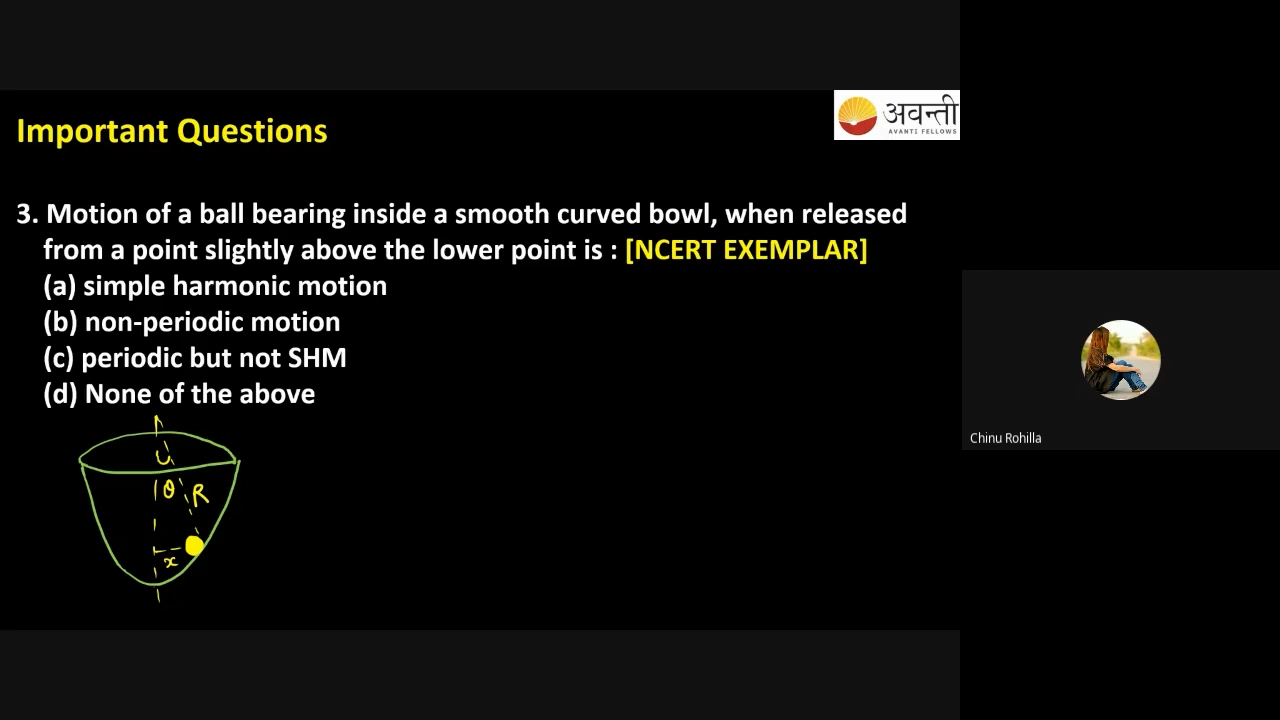 Important Questions
अवन्ती
AVANTI FELLOWS
3. Motion of a ball bearing inside a smooth curved bowl, when released
from a point slightly above the lower point is : [NCERT EXEMPLAR]
(a) simple harmonic motion
(b) non-periodic motion
(c) periodic but not SHM
(d) None of the above
θ R
x
Chinu Rohilla